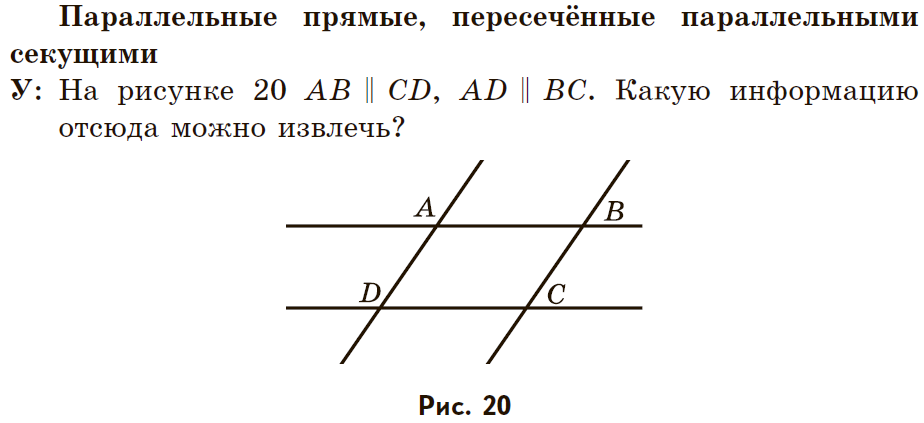 Параллельные прямые, пересечённые параллельными
секущими
У: На рисунке 20 AB ∥ CD, AD ∥ BC. Какую информацию
отсюда можно извлечь?
A
B
D
C
Рис. 20